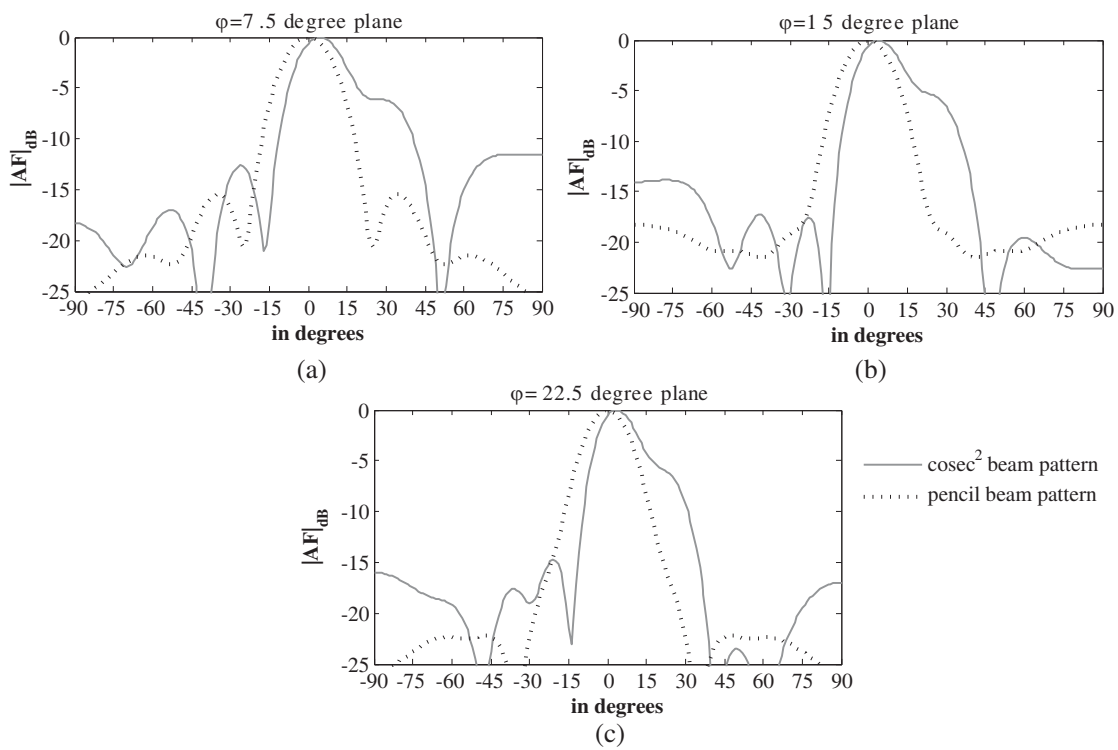 φ=7.5 degree plane
0
-5
-10
-15
-20
-25
|AF|dB
-90 -75 -60 -45 -30 -15 0 15 30 45 60 75 90
in degrees
(a)
φ=15 degree plane
0
-5
-10
-15
-20
-25
|AF|dB
-90 -75 -60 -45 -30 -15 0 15 30 45 60 75 90
in degrees
(b)
φ=22.5 degree plane
0
-5
-10
-15
-20
-25
|AF|dB
-90 -75 -60 -45 -30 -15 0 15 30 45 60 75 90
in degrees
(c)
cosec² beam pattern
pencil beam pattern